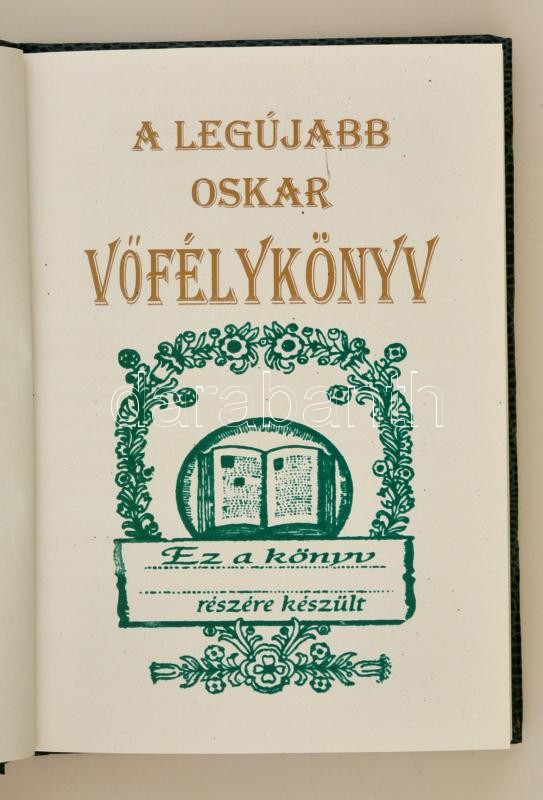 A LEGÚJABB
OSKAR
VŐFÉLYKÖNYV
darabanth
Ez a könyv
részére készült